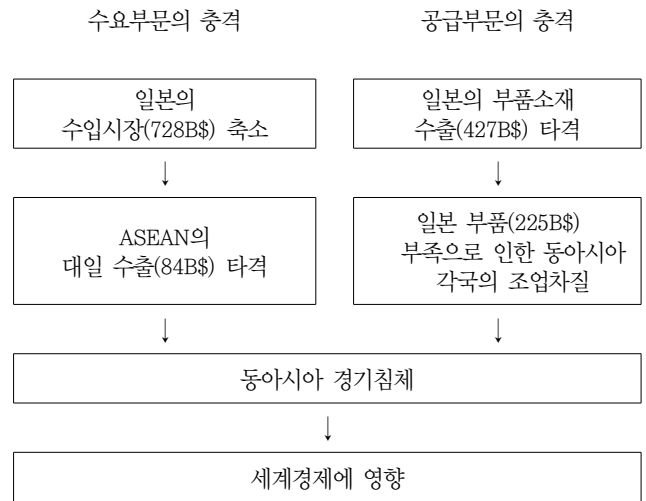 수요부문의 충격
공급부문의 충격
일본의
수입시장(728B$) 축소
일본의 부품소재
수출(427B$) 타격
↓
↓
ASEAN의
대일 수출(84B$) 타격
일본 부품(225B$)
부족으로 인한 동아시아
각국의 조업차질
↓
↓
동아시아 경기침체
↓
세계경제에 영향